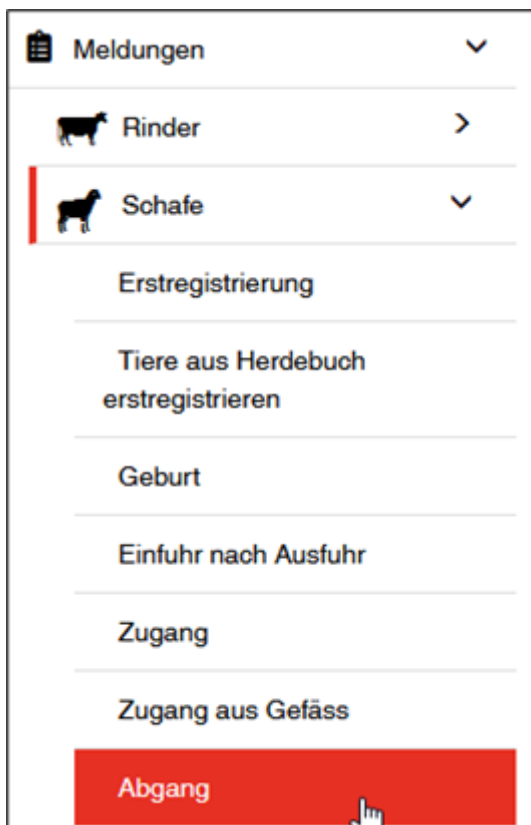 Meldungen
Rinder
Schafe
Erstregistrierung
Tiere aus Herdebuch
erstregistrieren
Geburt
Einfuhr nach Ausfuhr
Zugang
Zugang aus Gefäss
Abgang